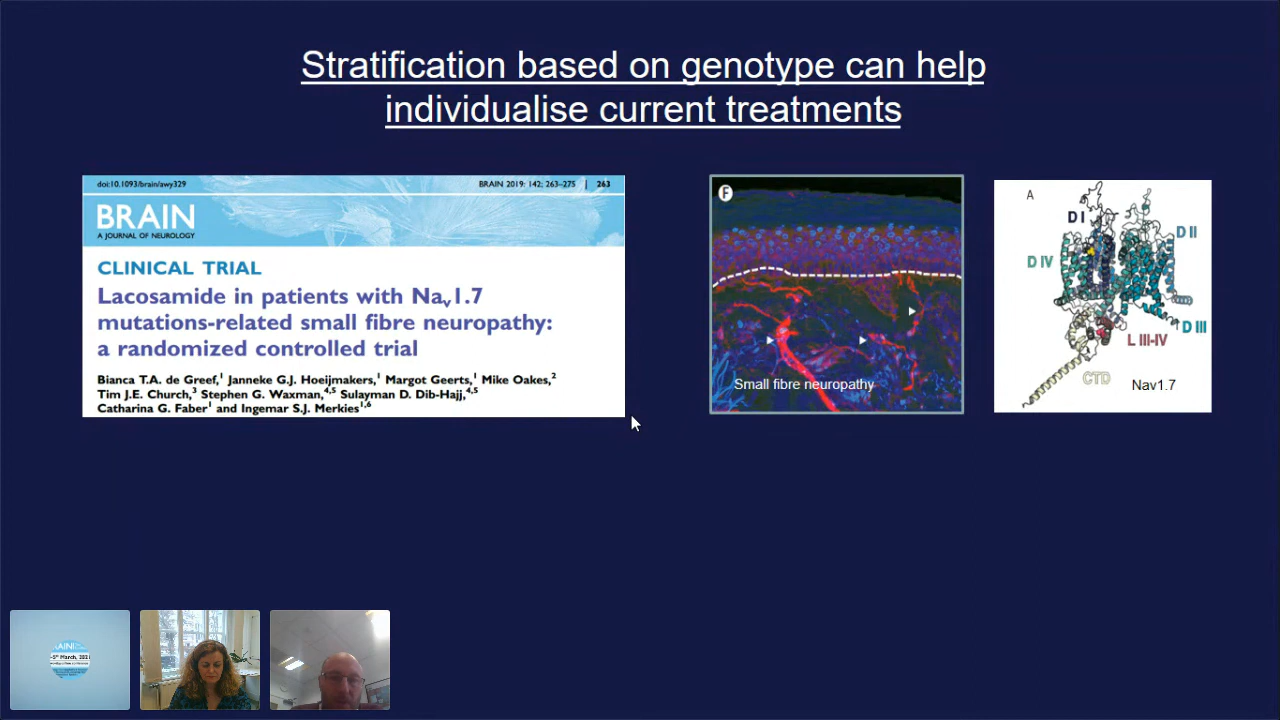 Stratification based on genotype can help
individualise current treatments
doi:10.1093/brain/awy329
BRAIN 2019: 142; 263–275 | 263
BRAIN
A JOURNAL OF NEUROLOGY
CLINICAL TRIAL
Lacosamide in patients with Nav1.7
mutations-related small fibre neuropathy:
a randomized controlled trial
Bianca T.A. de Greef,1 Janneke G.J. Hoeijmakers,1 Margot Geerts,1 Mike Oakes,2
Tim J.E. Church,3 Stephen G. Waxman,4,5 Sulayman D. Dib-Hajj,4,5
Catharina G. Faber1 and Ingemar S.J. Merkies1,6
F
Small fibre neuropathy
A
D I
D II
D IV
D III
L III-IV
CTD
Nav1.7